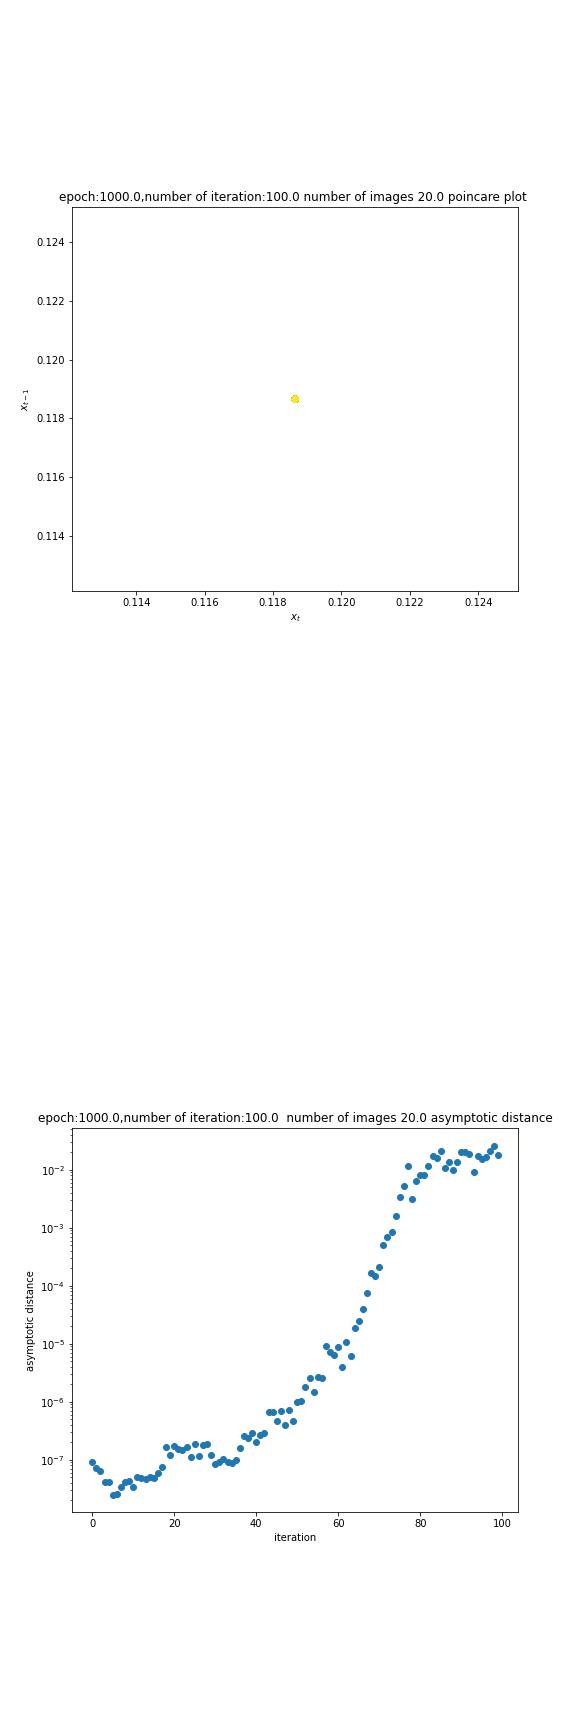 epoch:1000.0,number of iteration:100.0 number of images 20.0 poincare plot
0.124
0.122
0.120
0.118
0.116
0.114
x_{t-1}
0.114 0.116 0.118 0.120 0.122 0.124
x_t
epoch:1000.0,number of iteration:100.0  number of images 20.0 asymptotic distance
10^{-2}
10^{-3}
10^{-4}
10^{-5}
10^{-6}
10^{-7}
asymptotic distance
0 20 40 60 80 100
iteration